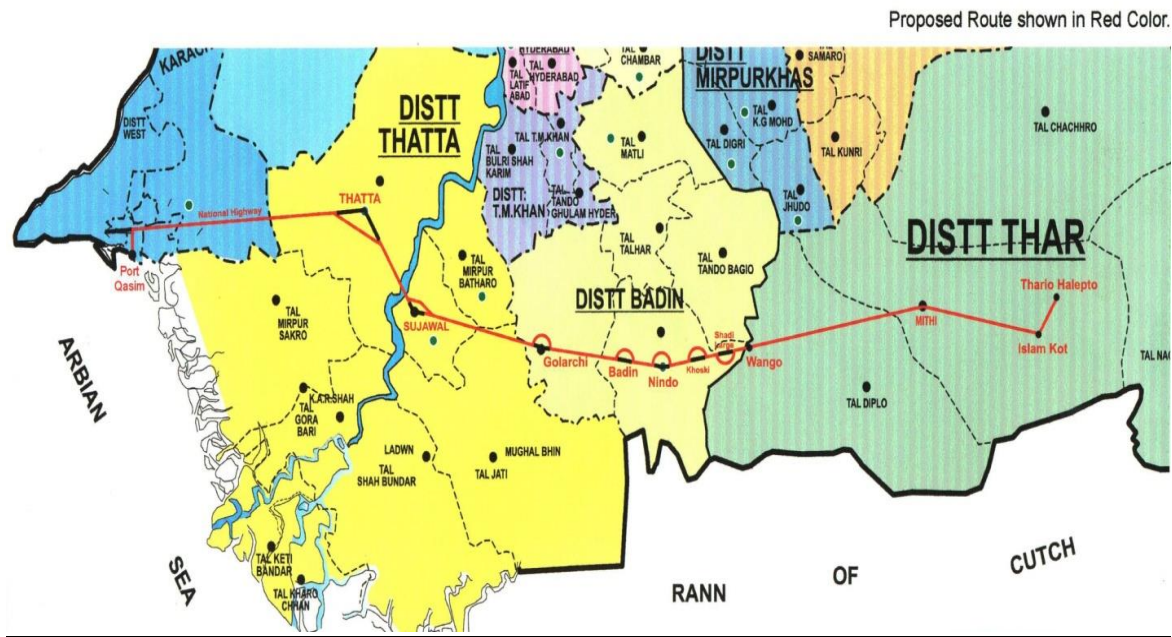 Proposed Route shown in Red Color.
KARACH
DISTT
WEST
DISTT
THATTA
HYDERABAD
TAL
LATIF
ABAD
TAL
HYDERABAD
TAL
CHAMBAR
DISTT
MIRPURKHAS
TAL
SAMARO
TAL
K.G MOHD
TAL DIGRI
TAL KUNRI
TAL CHACHHRO
TAL T.M.KHAN
TAL
BULRI SHAH
KARIM
TAL
MATLI
DISTT:
T.M.KHAN
TAL
TANDO
GHULAM HYDER
TAL
JHUDO
THATTA
National Highway
TAL
TALHAR
DISTT THAR
TAL
MIRPUR
BATHARO
TAL
TANDO BAGIO
Port
Qasim
DISTT BADIN
Thario Halepto
TAL
MIRPUR
SAKRO
SUJAWAL
MITHI
Golarchi
Badin
Nindo
Khoski
Shadi
Large
Wango
Islam Kot
TAL NAG
ARBIAN
SEA
K.A.R.SHAH
TAL
GORA
BARI
TAL DIPLO
LADWN
TAL
SHAH BUNDAR
MUGHAL BHIN
TAL JATI
TAL KETI
BANDAR
TAL KHARO
CHHAN
RANN
OF
CUTCH